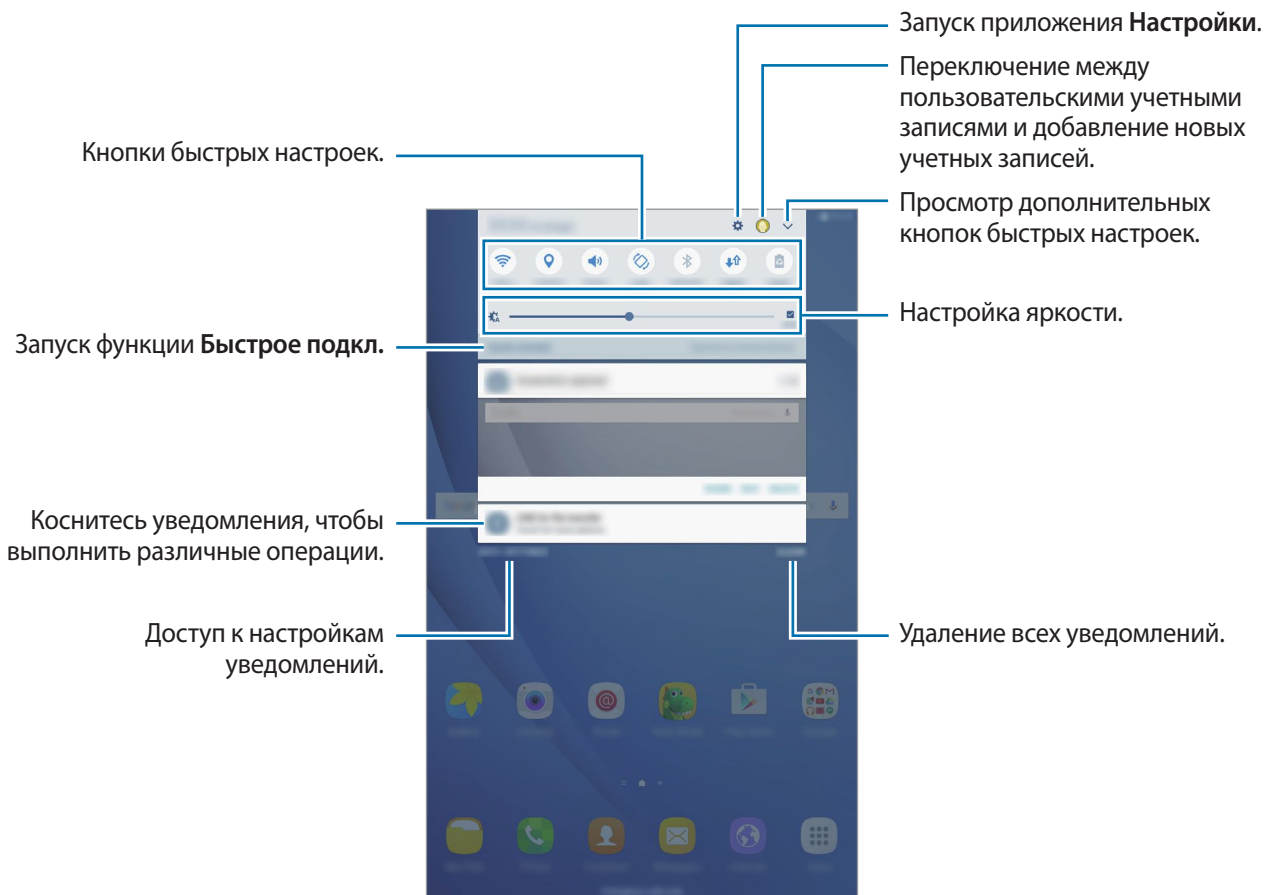 Запуск приложения Настройки.
Переключение между
пользовательскими учетными
записями и добавление новых
учетных записей.
Кнопки быстрых настроек.
Просмотр дополнительных
кнопок быстрых настроек.
Настройка яркости.
Запуск функции Быстрое подкл.
Коснитесь уведомления, чтобы
выполнить различные операции.
Доступ к настройкам
уведомлений.
Удаление всех уведомлений.